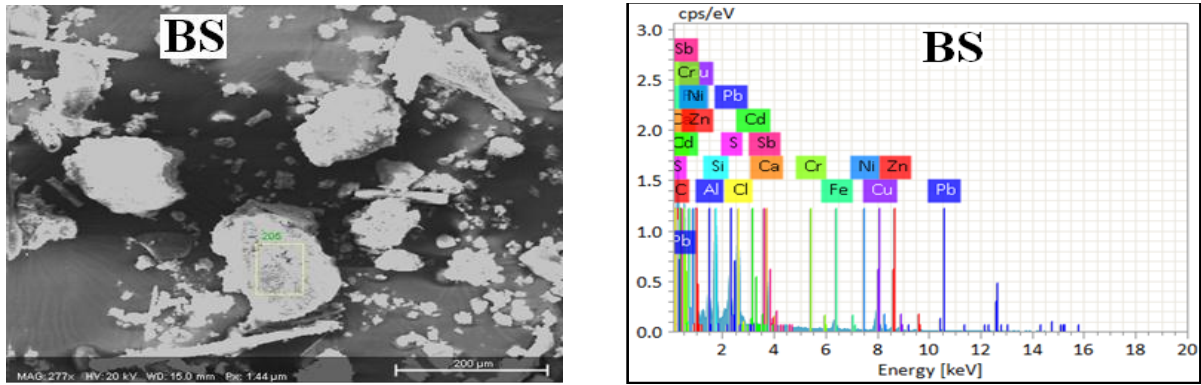 BS
206
MAG: 277x HV: 20 kV WD: 15.0 mm Px: 1.44 µm
200 µm
cps/eV
BS
3.0
Sb
Cr u
2.5
Ni Pb
Zn Cd
2.0
Cd S Sb
S Si Ca Cr Ni Zn
1.5
C Al Cl Fe Cu Pb
1.0
Pb
0.5
0.0
2 4 6 8 10 12 14 16 18 20
Energy [keV]